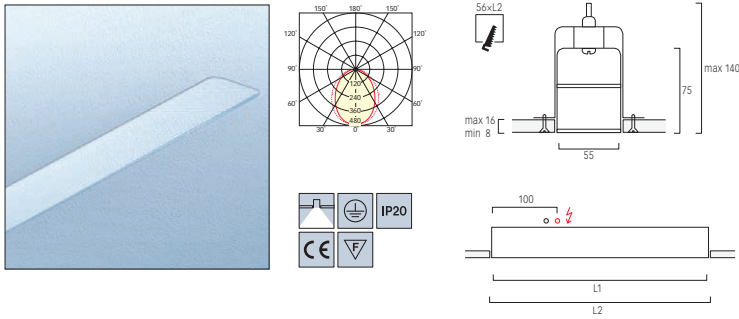 150˚ 180˚ 150˚
120˚ 120˚
90˚ 90˚
60˚ 60˚
30˚ 0˚ 30˚
120
240
360
480
56×L2
max 140
75
max 16
min 8
55
IP20
CE
F
100
L1
L2